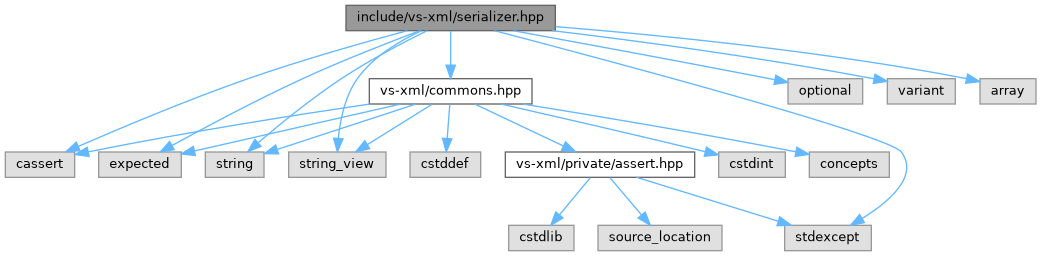 include/vs-xml/serializer.hpp
vs-xml/commons.hpp
optional
variant
array
cassert
expected
string
string_view
cstddef
vs-xml/private/assert.hpp
cstdint
concepts
cstdlib
source_location
stdexcept